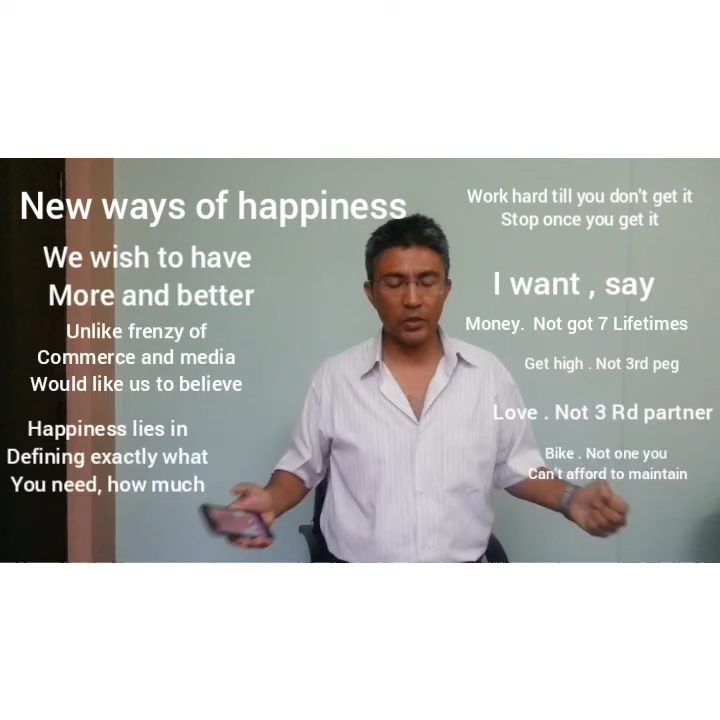 New ways of happiness
We wish to have
More and better
Unlike frenzy of
Commerce and media
Would like us to believe
Happiness lies in
Defining exactly what
You need, how much
Work hard till you don't get it
Stop once you get it
I want , say
Money. Not got 7 Lifetimes
Get high . Not 3rd peg
Love . Not 3 Rd partner
Bike . Not one you
Can't afford to maintain